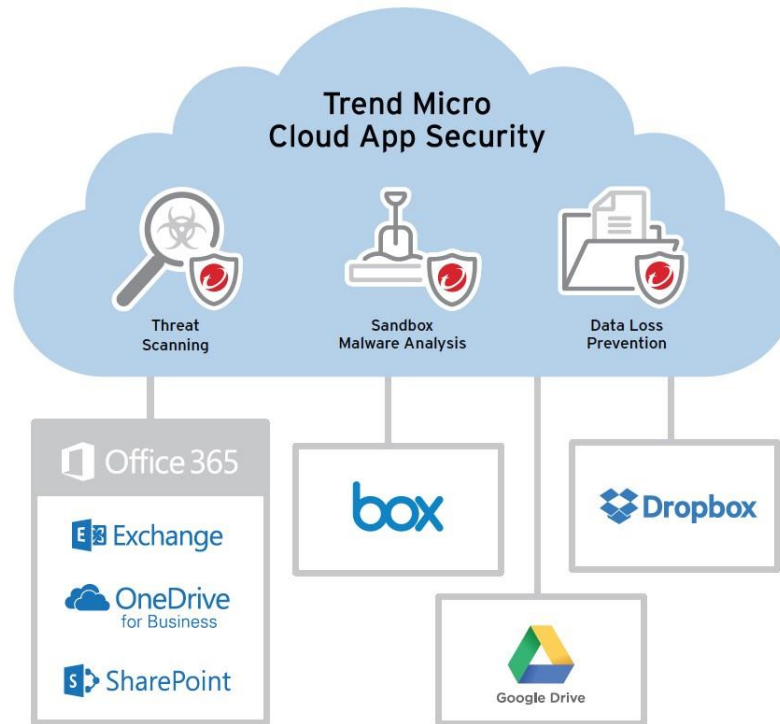 Trend Micro
Cloud App Security
Threat
Scanning
Sandbox
Malware Analysis
Data Loss
Prevention
Office 365
E Exchange
OneDrive
for Business
S SharePoint
box
Dropbox
Google Drive